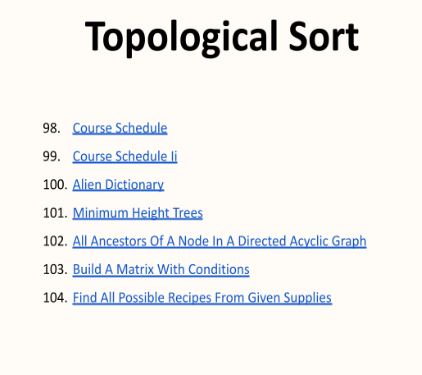 Topological Sort
98. Course Schedule
99. Course Schedule Ii
100. Alien Dictionary
101. Minimum Height Trees
102. All Ancestors Of A Node In A Directed Acyclic Graph
103. Build A Matrix With Conditions
104. Find All Possible Recipes From Given Supplies